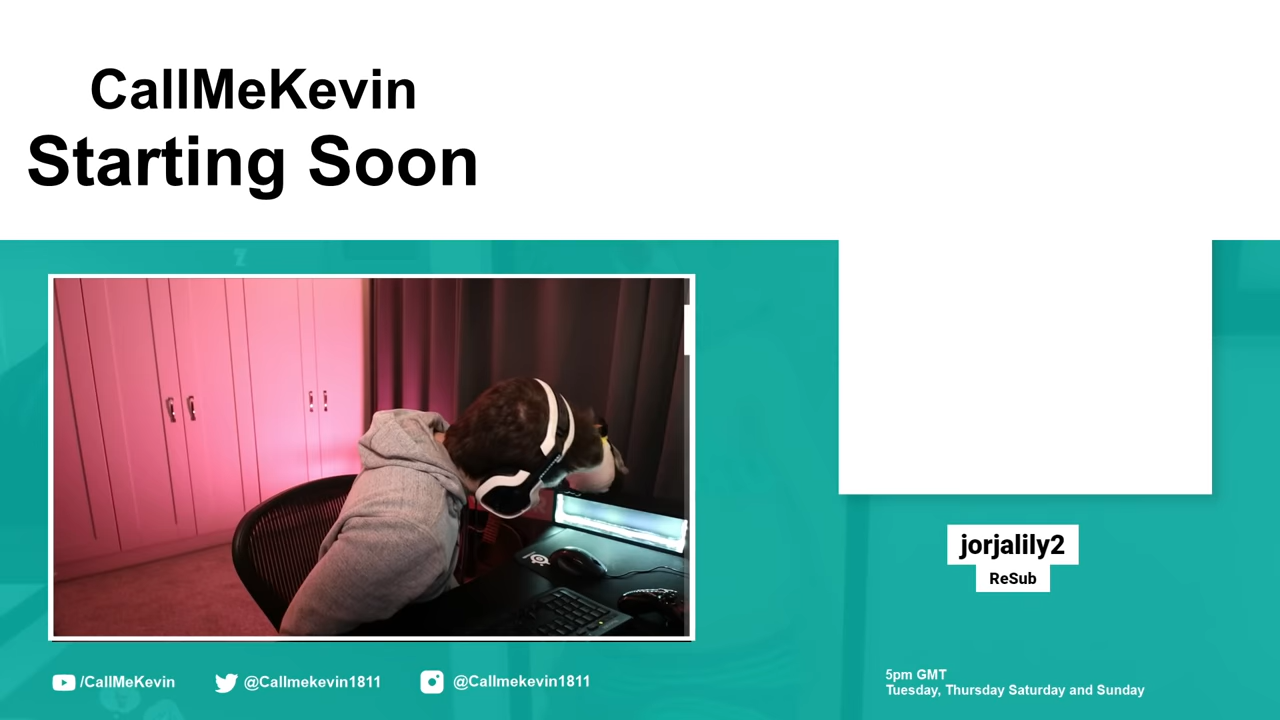 CallMeKevin
Starting Soon
jorjalily2
ReSub
/CallMeKevin
@Callmekevin1811
@Callmekevin1811
5pm GMT
Tuesday, Thursday Saturday and Sunday